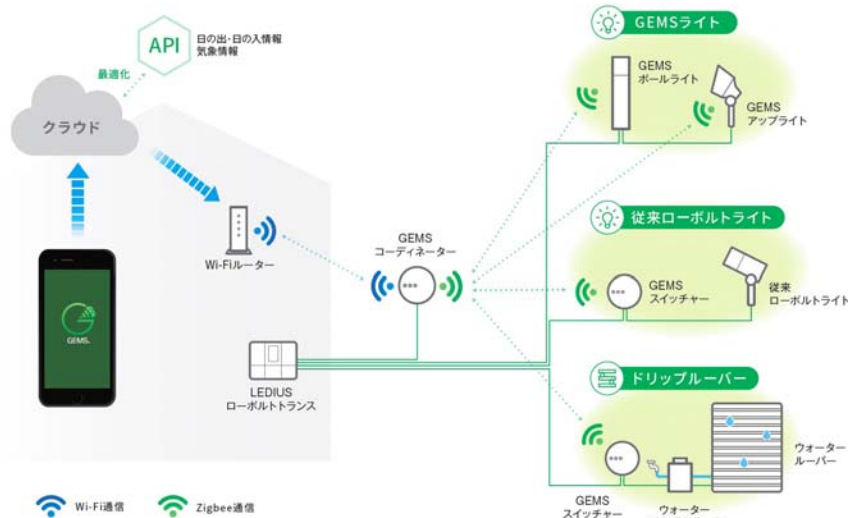 API
日の出・日の入情報
気象情報
最適化
クラウド
GEMS.
Wi-Fiルーター
GEMS
コーディネーター
LEDIUS
ローボルトトランス
GEMSライト
GEMS
ポールライト
GEMS
アップライト
従来ローボルトライト
GEMS
スイッチャー
従来
ローボルトライト
ドリップルーバー
GEMS
スイッチャー
ウォーター
ウォーター
ルーバー
Wi-Fi通信
Zigbee通信